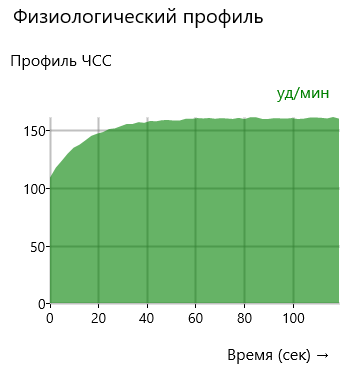 Физиологический профиль
Профиль ЧСС
уд/мин
150
100
50
0
0 20 40 60 80 100
Время (сек) →